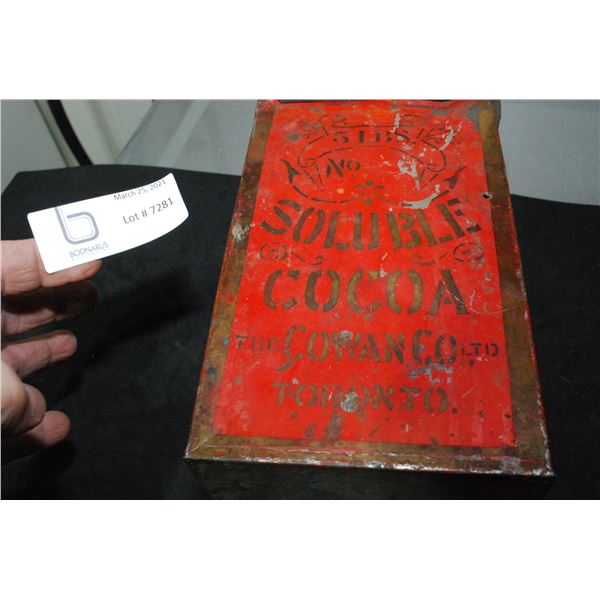 March 25, 2021
Lot # 7281
b
BODNARUS
5 LBS
No
SOLUBLE
COCOA
THE COWAN CO. LTD
TORONTO.